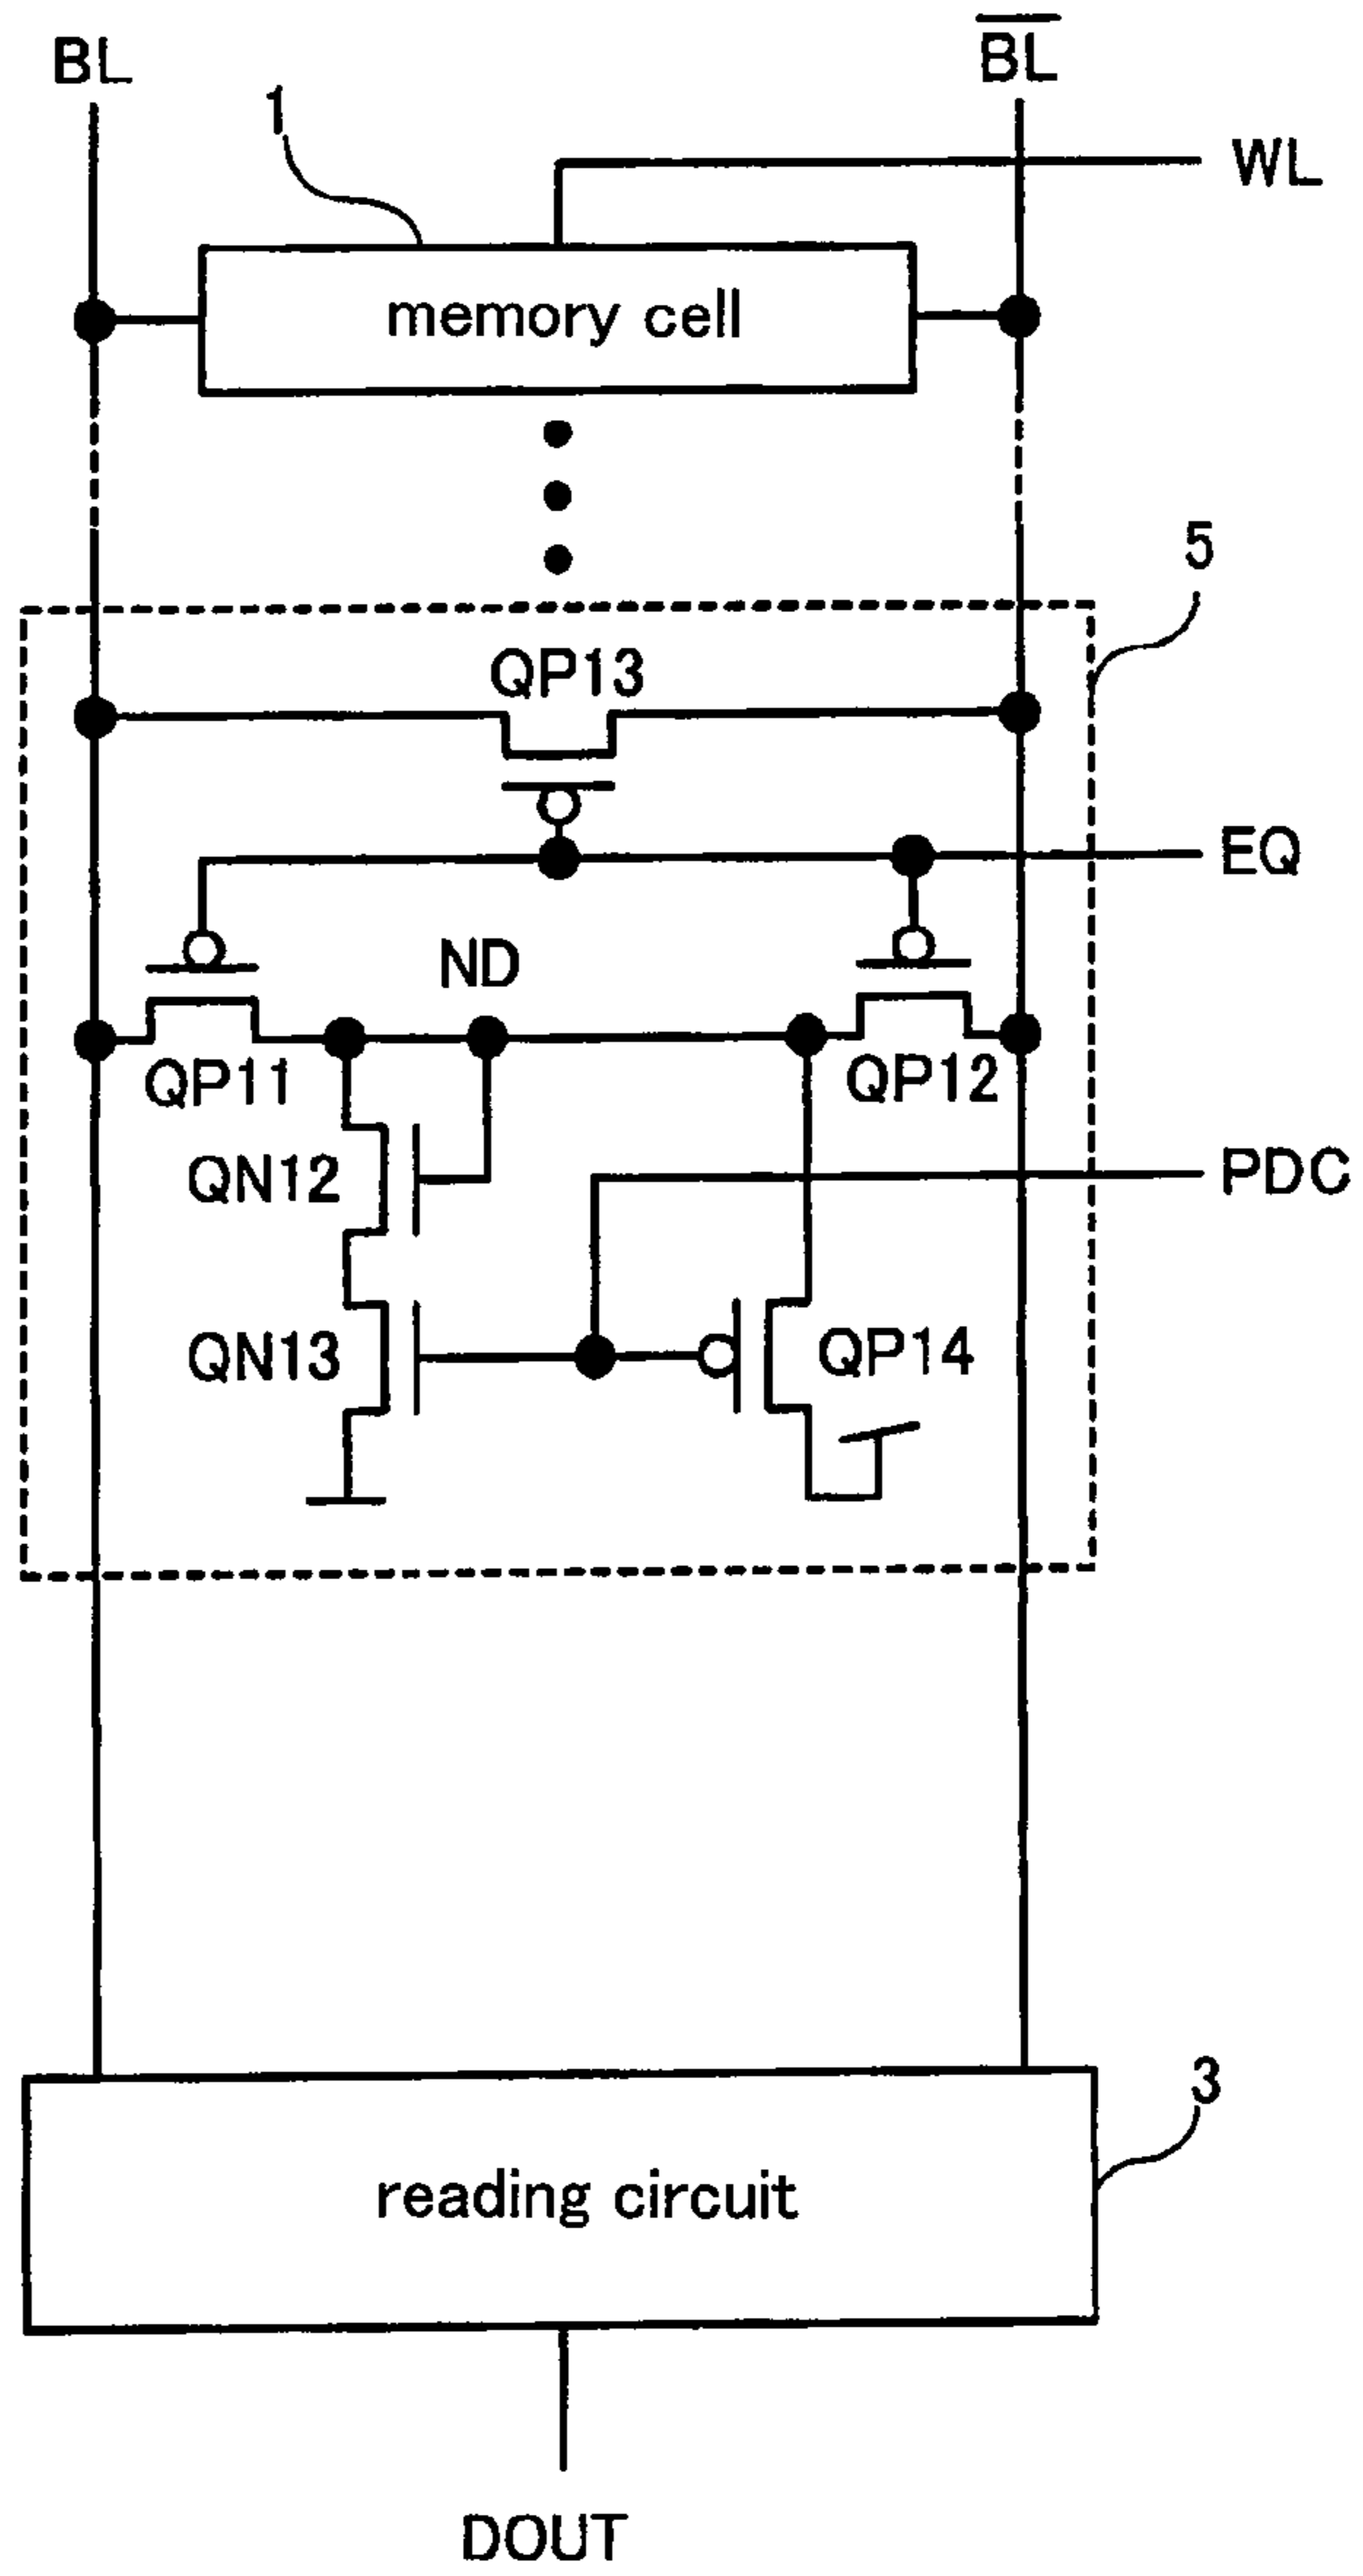 BL
B̅L̅
1
WL
memory cell
5
QP13
EQ
ND
QP11
QP12
QN12
PDC
QN13
QP14
3
reading circuit
DOUT